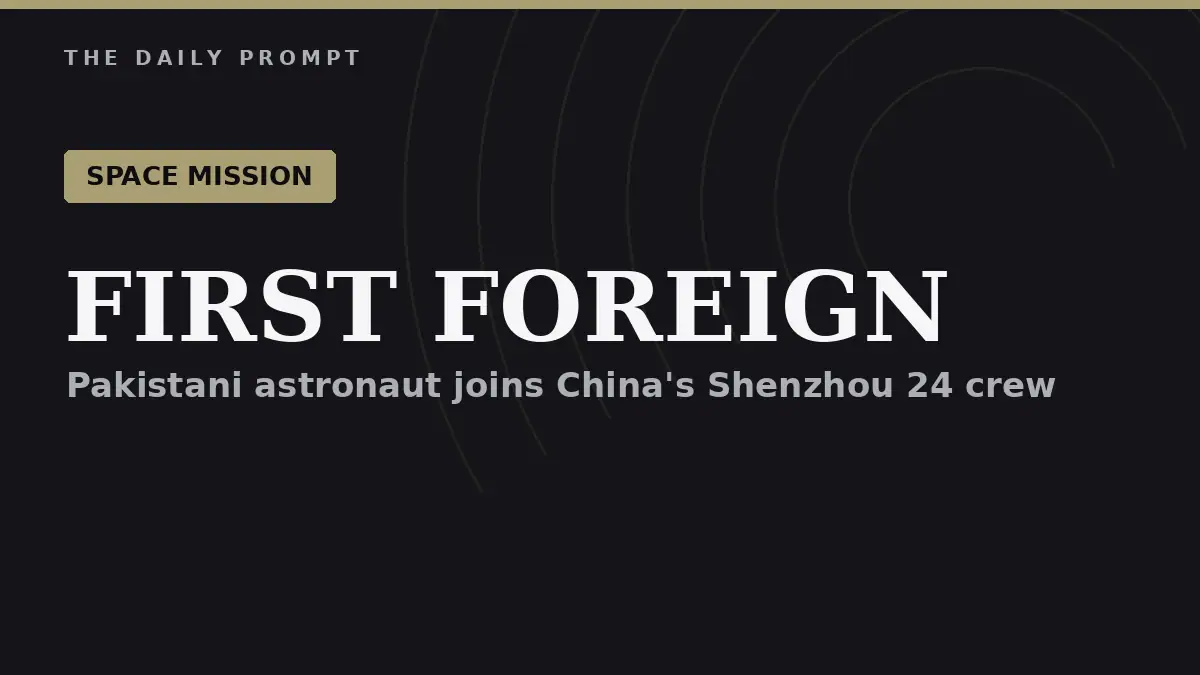 THE DAILY PROMPT
SPACE MISSION
FIRST FOREIGN
Pakistani astronaut joins China's Shenzhou 24 crew